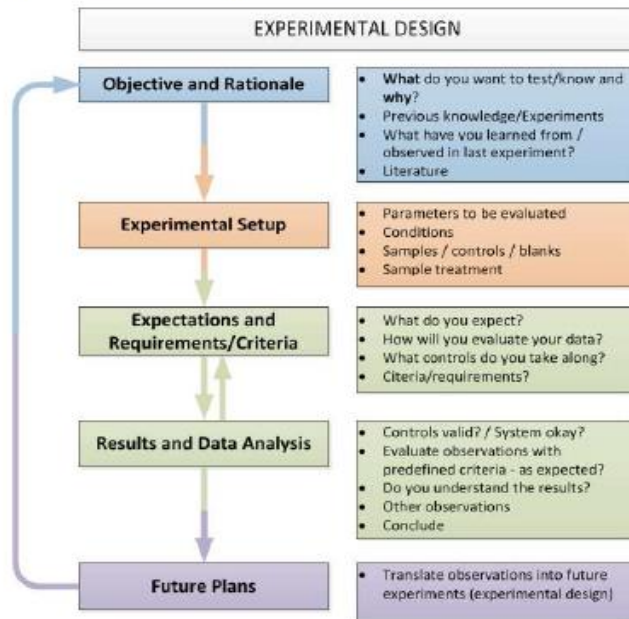 EXPERIMENTAL DESIGN
Objective and Rationale
• What do you want to test/know and
why?
• Previous knowledge/Experiments
• What have you learned from /
observed in last experiment?
• Literature
Experimental Setup
• Parameters to be evaluated
• Conditions
• Samples / controls / blanks
• Sample treatment
Expectations and
Requirements/Criteria
• What do you expect?
• How will you evaluate your data?
• What controls do you take along?
• Citeria/requirements?
Results and Data Analysis
• Controls valid? / System okay?
• Evaluate observations with
predefined criteria - as expected?
• Do you understand the results?
• Other observations
• Conclude
Future Plans
• Translate observations into future
experiments (experimental design)